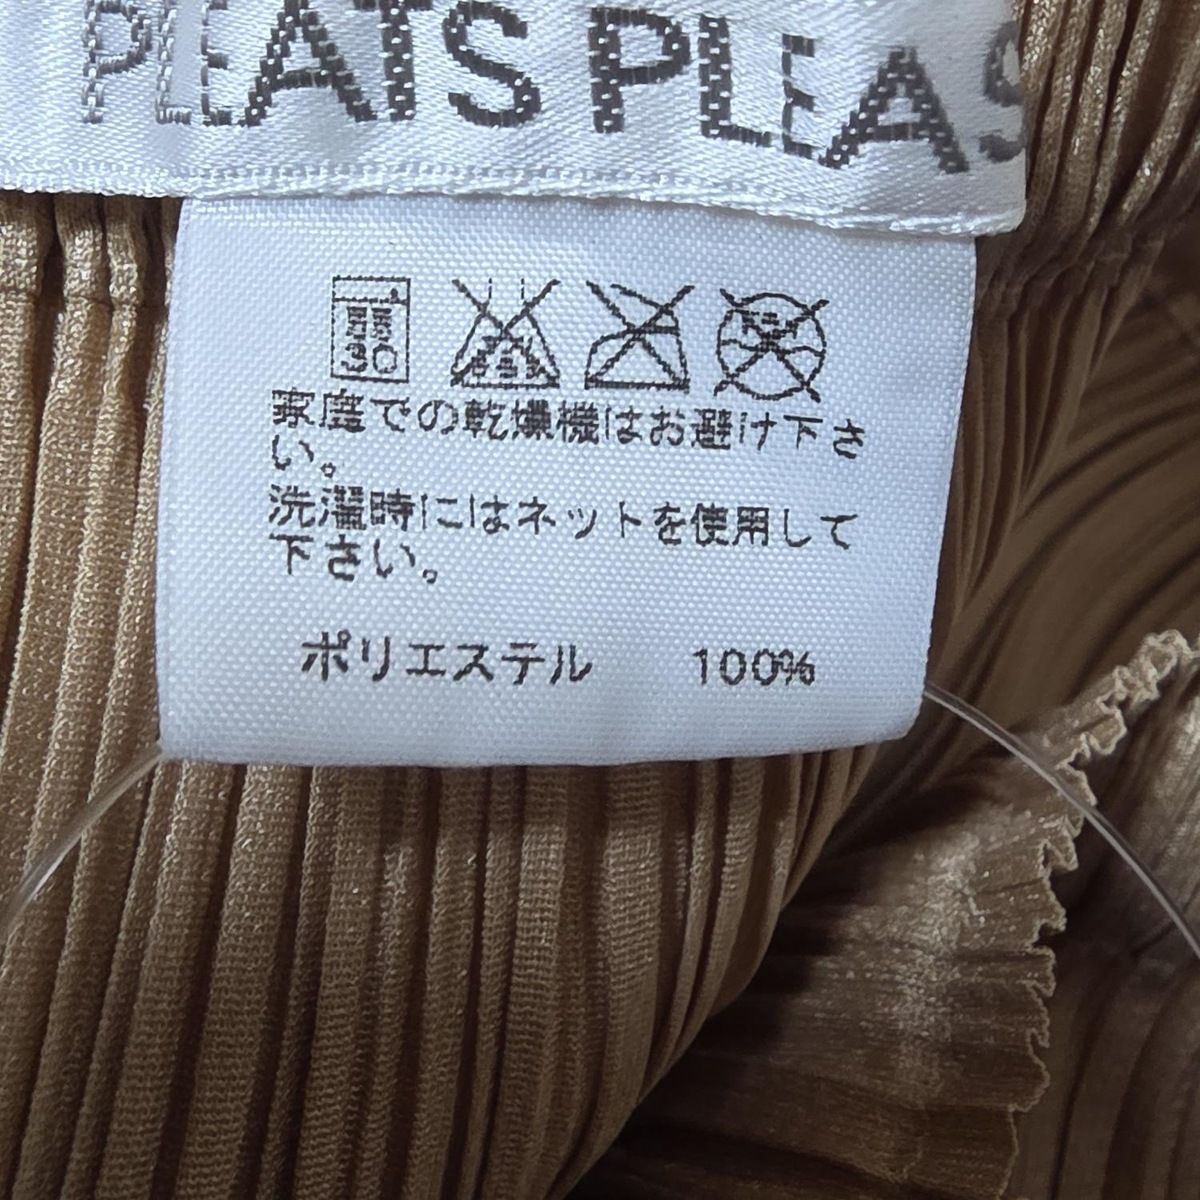 PLEATS PLEAS
家庭での乾燥機はお避け下さ
い。
洗濯時にはネットを使用して
下さい。
ポリエステル 100%